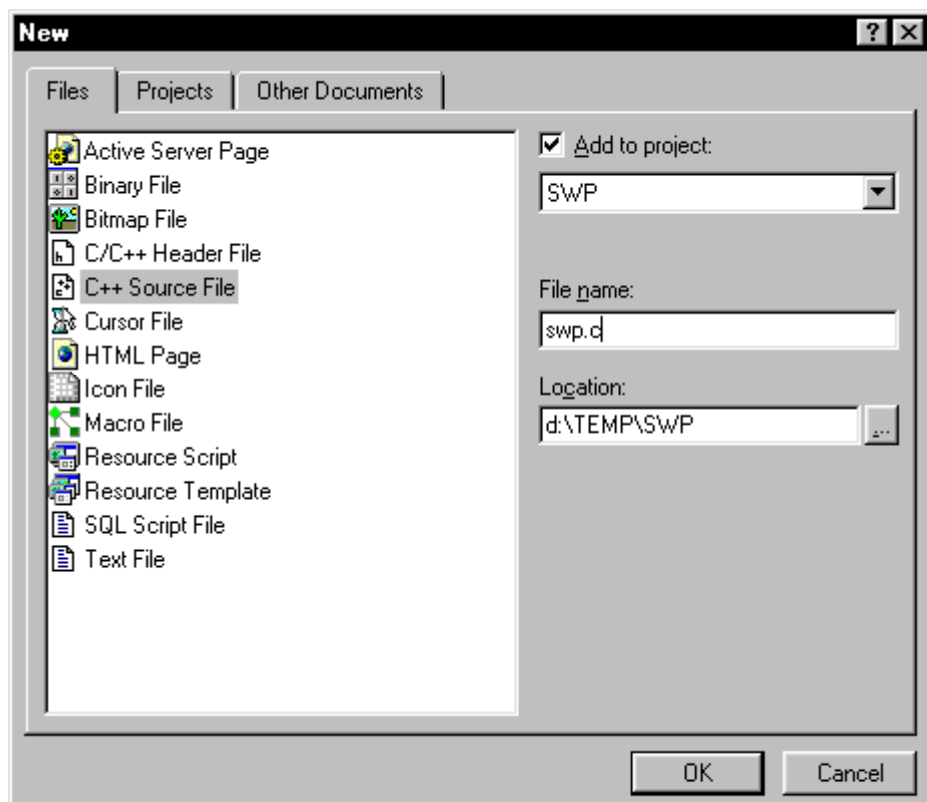 New
Files Projects Other Documents
Active Server Page
Binary File
Bitmap File
C/C++ Header File
C++ Source File
Cursor File
HTML Page
Icon File
Macro File
Resource Script
Resource Template
SQL Script File
Text File
Add to project:
SWP
File name:
swp.c
Location:
d:\TEMP\SWP
...
OK Cancel